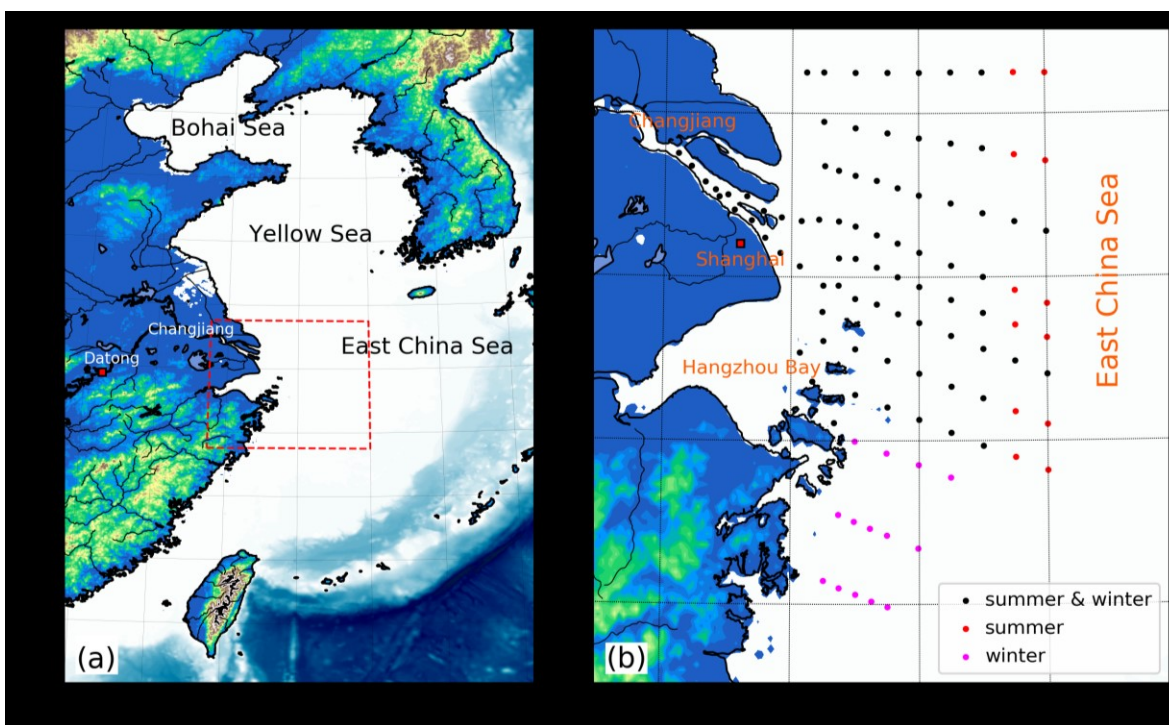 Bohai Sea
Yellow Sea
Changjiang
East China Sea
Datong
(a)
Changjiang
Shanghai
East China Sea
Hangzhou Bay
summer & winter
summer
winter
(b)